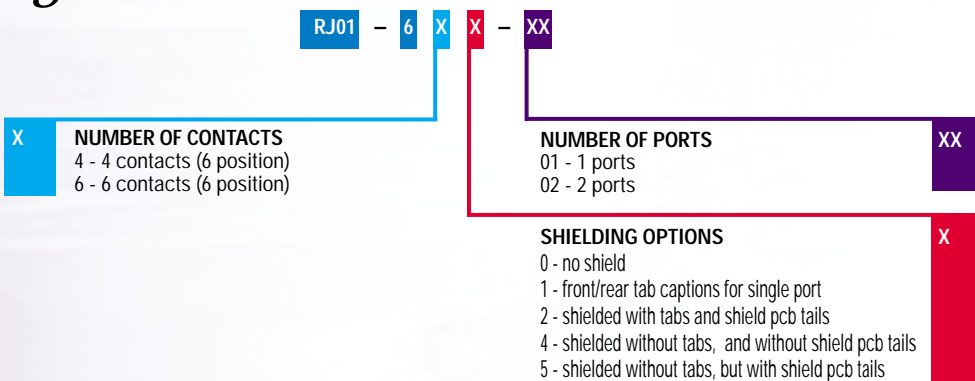 RJ01 – 6 X X – XX
X
NUMBER OF CONTACTS
4 - 4 contacts (6 position)
6 - 6 contacts (6 position)
NUMBER OF PORTS
01 - 1 ports
02 - 2 ports
XX
SHIELDING OPTIONS
0 - no shield
1 - front/rear tab captions for single port
2 - shielded with tabs and shield pcb tails
4 - shielded without tabs, and without shield pcb tails
5 - shielded without tabs, but with shield pcb tails
X